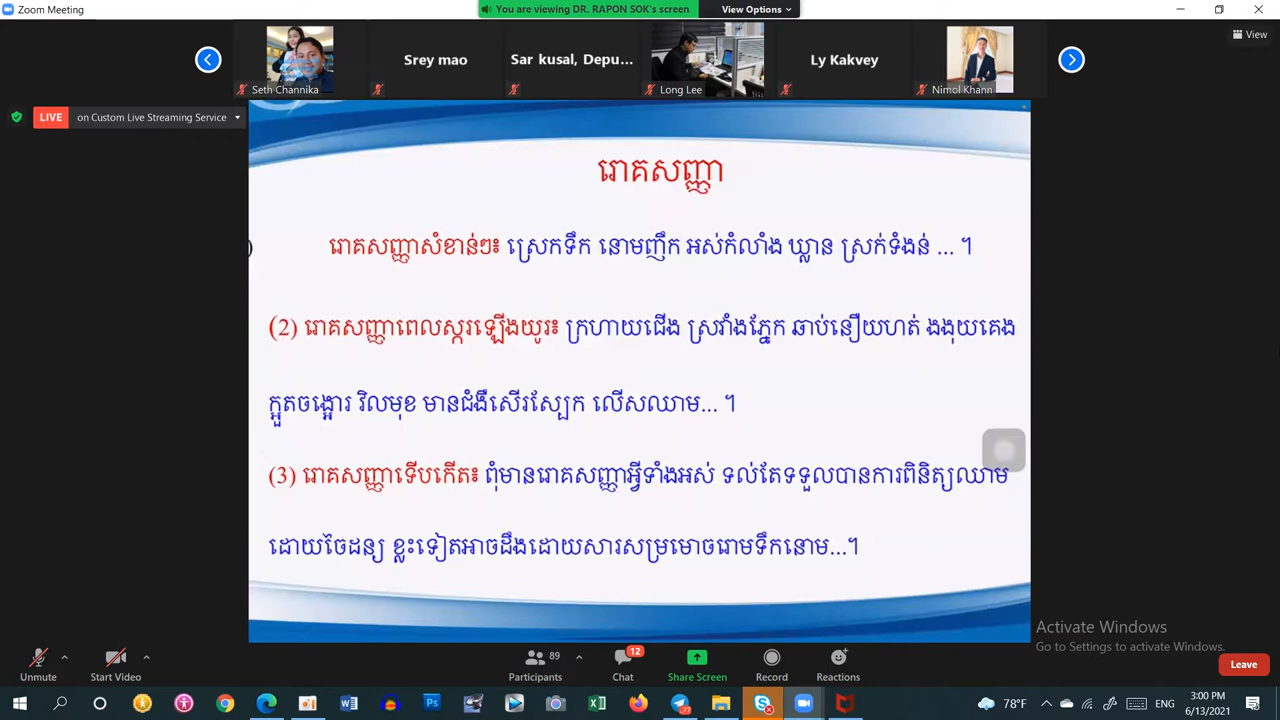 Zoom Meeting
You are viewing DR. RAPON SOK's screen
View Options
View
Seth Channika
Srey mao
Sar kusal, Depu...
Long Lee
Ly Kakvey
Nimol Khann
LIVE on Custom Live Streaming Service
រោគសញ្ញា
) រោគសញ្ញាសំខាន់ៗ៖ ស្រេកទឹក នោមញឹក អស់កំលាំង ឃ្លាន ស្រក់ទំងន់ ... ។
(2) រោគសញ្ញាពេលស្ករឡើងយូរ៖ ក្រហាយជើង ស្រវាំងភ្នែក ឆាប់នឿយហត់ ងងុយគេង
ក្អួតចង្អោរ វិលមុខ មានជំងឺសើរស្បែក លើសឈាម... ។
(3) រោគសញ្ញាទើបកើត៖ ពុំមានរោគសញ្ញាអ្វីទាំងអស់ ទល់តែទទួលបានការពិនិត្យឈាម
ដោយចៃដន្យ ខ្លះទៀតអាចដឹងដោយសារសម្រមោចរោមទឹកនោម...។
Activate Windows
Go to Settings to activate Windows.
Unmute
Start Video
89
Participants
12
Chat
Share Screen
Record
Reactions
Leave
78°F
ENG
3:00 PM
6/13/2021